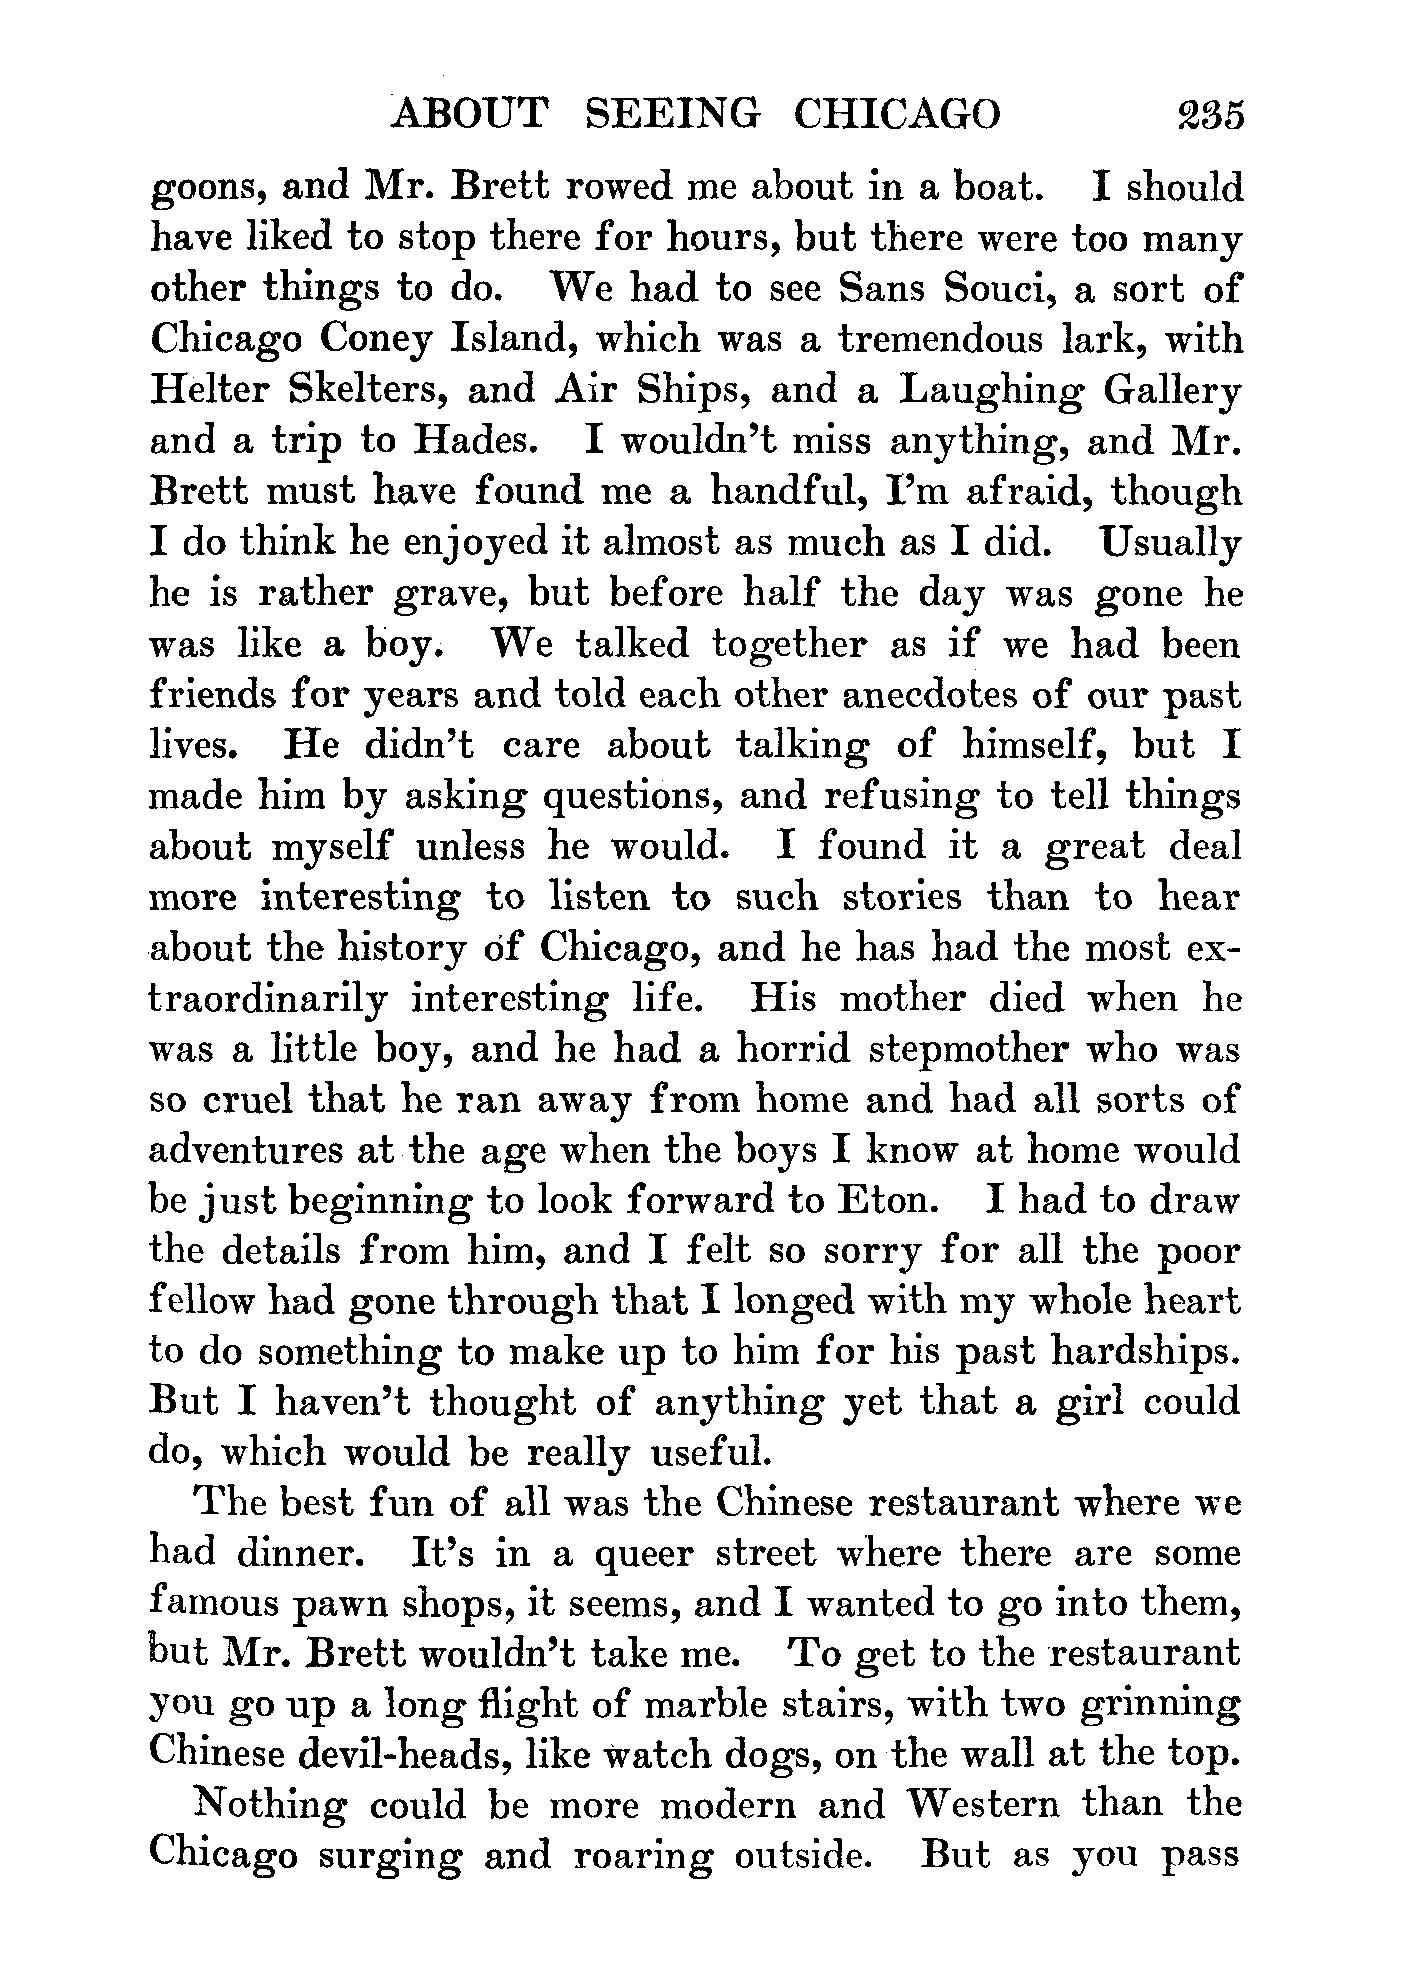 ABOUT SEEING CHICAGO 235
goons, and Mr. Brett rowed me about in a boat. I should
have liked to stop there for hours, but there were too many
other things to do. We had to see Sans Souci, a sort of
Chicago Coney Island, which was a tremendous lark, with
Helter Skelters, and Air Ships, and a Laughing Gallery
and a trip to Hades. I wouldn't miss anything, and Mr.
Brett must have found me a handful, I'm afraid, though
I do think he enjoyed it almost as much as I did. Usually
he is rather grave, but before half the day was gone he
was like a boy. We talked together as if we had been
friends for years and told each other anecdotes of our past
lives. He didn't care about talking of himself, but I
made him by asking questions, and refusing to tell things
about myself unless he would. I found it a great deal
more interesting to listen to such stories than to hear
about the history of Chicago, and he has had the most ex-
traordinarily interesting life. His mother died when he
was a little boy, and he had a horrid stepmother who was
so cruel that he ran away from home and had all sorts of
adventures at the age when the boys I know at home would
be just beginning to look forward to Eton. I had to draw
the details from him, and I felt so sorry for all the poor
fellow had gone through that I longed with my whole heart
to do something to make up to him for his past hardships.
But I haven't thought of anything yet that a girl could
do, which would be really useful.
The best fun of all was the Chinese restaurant where we
had dinner. It's in a queer street where there are some
famous pawn shops, it seems, and I wanted to go into them,
but Mr. Brett wouldn't take me. To get to the restaurant
you go up a long flight of marble stairs, with two grinning
Chinese devil-heads, like watch dogs, on the wall at the top.
Nothing could be more modern and Western than the
Chicago surging and roaring outside. But as you pass